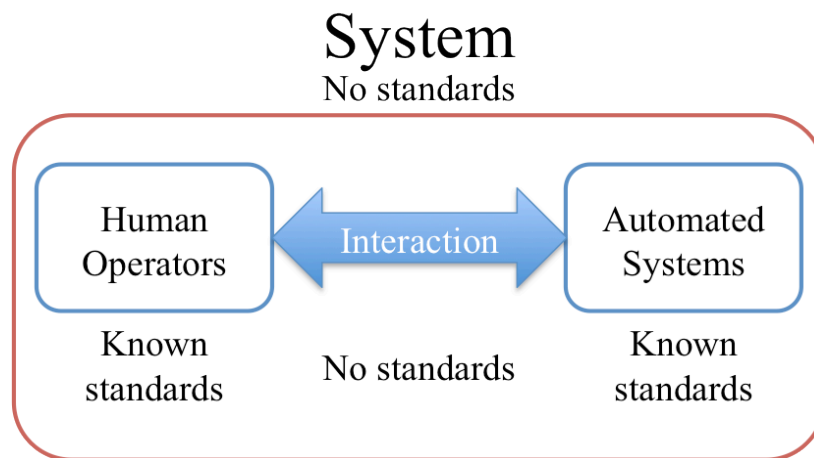 System
No standards
Human
Operators
Interaction
Automated
Systems
Known
standards
No standards
Known
standards